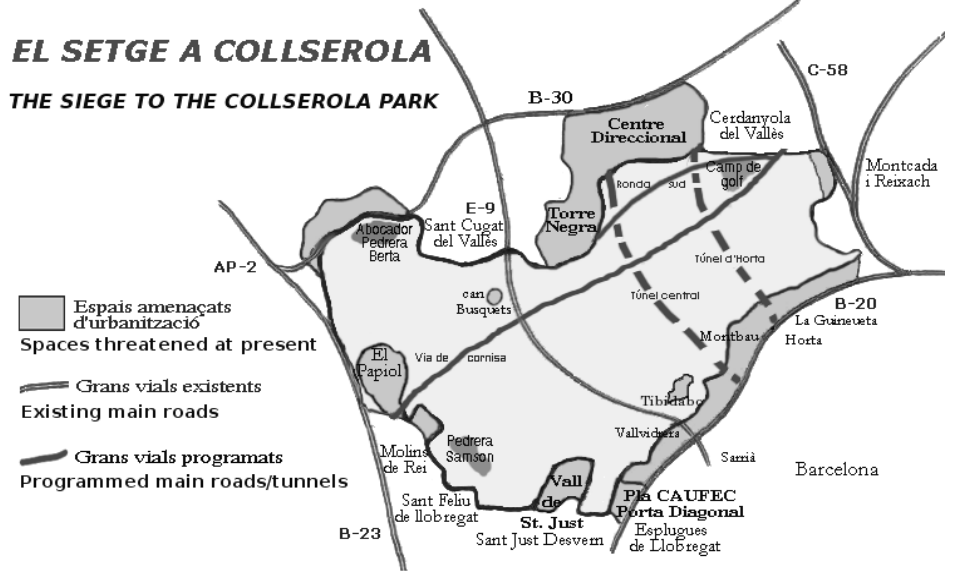 EL SETGE A COLLSEROLA
THE SIEGE TO THE COLLSEROLA PARK
C-58
B-30
Centre
Direccional
Cerdanyola
del Vallès
Montcada
i Reixach
Camp de
golf
Ronda sud
E-9
Sant Cugat
del Vallès
Torre
Negra
Abocador
Pedrera
Berta
AP-2
Túnel d'Horta
Túnel central
can
Busquets
B-20
La Guineueta
Horta
Montbau
Espais amenaçats
d'urbanització
Spaces threatened at present
El
Papiol
Via de cornisa
Grans vials existents
Existing main roads
Tibidabo
Vallvidrera
Sarrià
Barcelona
Molins
de Rei
Pedrera
Samson
Grans vials programats
Programmed main roads/tunnels
Sant Feliu
de llobregat
Vall
de
St. Just
Sant Just Desvern
Pla CAUFEC
Porta Diagonal
Esplugues
de Llobregat
B-23